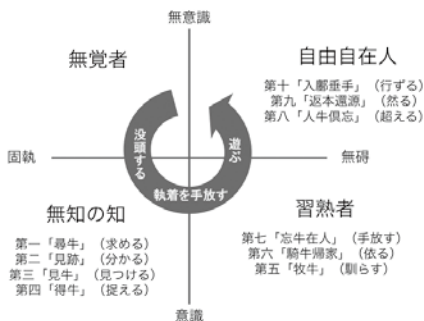 無意識
無覚者
自由自在人
第十「入鄽垂手」（行ずる）
第九「返本還源」（然る）
第八「人牛倶忘」（超える）
固執
無碍
没頭する
執着を手放す
遊ぶ
無知の知
第一「尋牛」（求める）
第二「見跡」（分かる）
第三「見牛」（見つける）
第四「得牛」（捉える）
習熟者
第七「忘牛在人」（手放す）
第六「騎牛帰家」（依る）
第五「牧牛」（馴らす）
意識